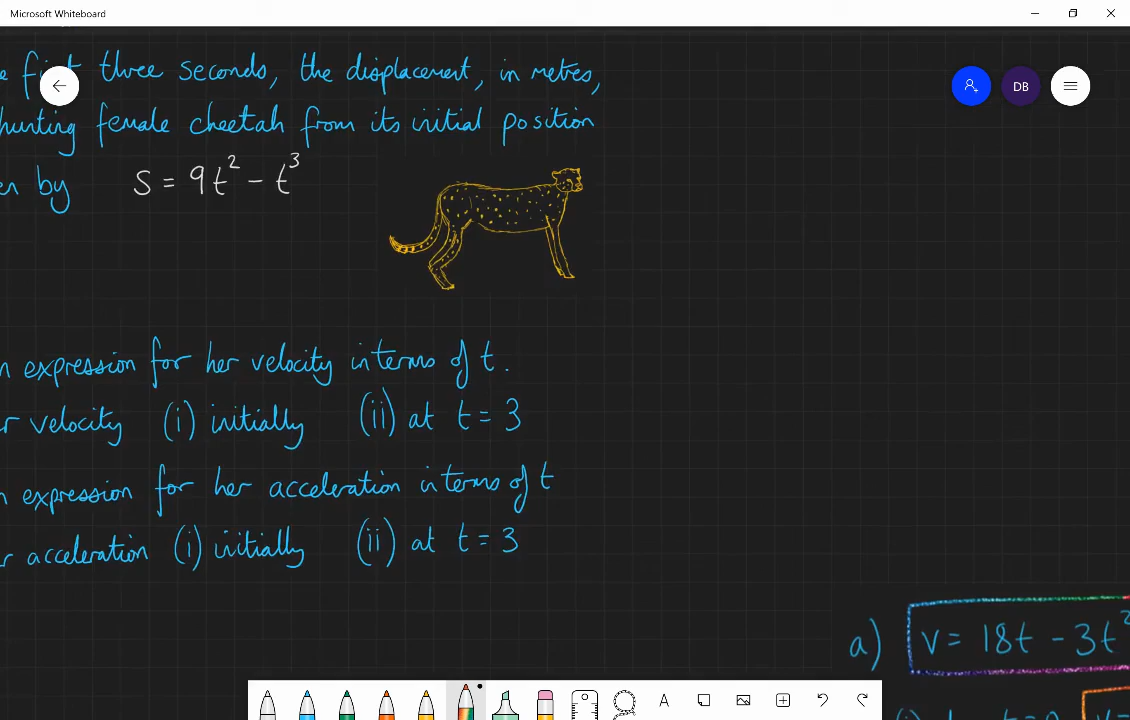 Microsoft Whiteboard
first three seconds, the displacement, in metres,
hunting female cheetah from its initial position
by s = 9t² - t³
DB
expression for her velocity in terms of t.
velocity (i) initially (ii) at t = 3
expression for her acceleration in terms of t
acceleration (i) initially (ii) at t = 3
a) v = 18t - 3t²
A